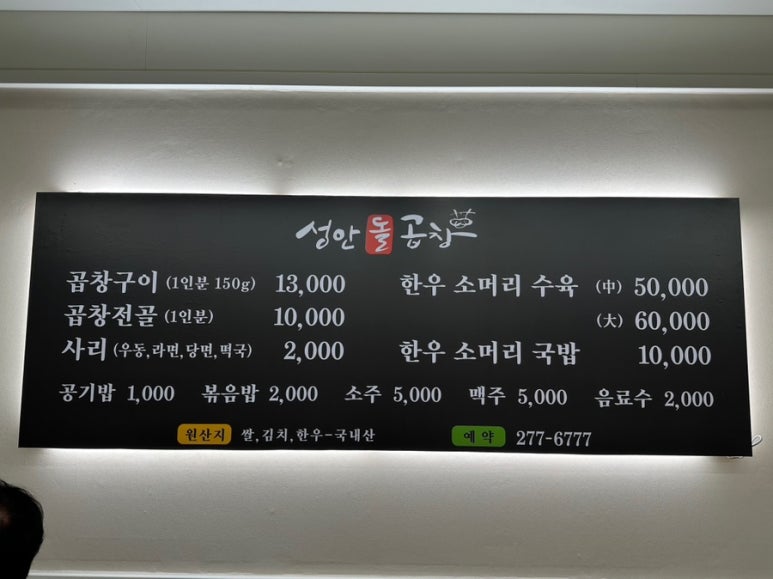 성안돌곱창
곱창구이 (1인분 150g) 13,000 한우 소머리 수육 (中) 50,000
곱창전골 (1인분) 10,000 (大) 60,000
사리 (우동,라면,당면,떡국) 2,000 한우 소머리 국밥 10,000
공기밥 1,000 볶음밥 2,000 소주 5,000 맥주 5,000 음료수 2,000
원산지 쌀,김치,한우-국내산 예약 277-6777